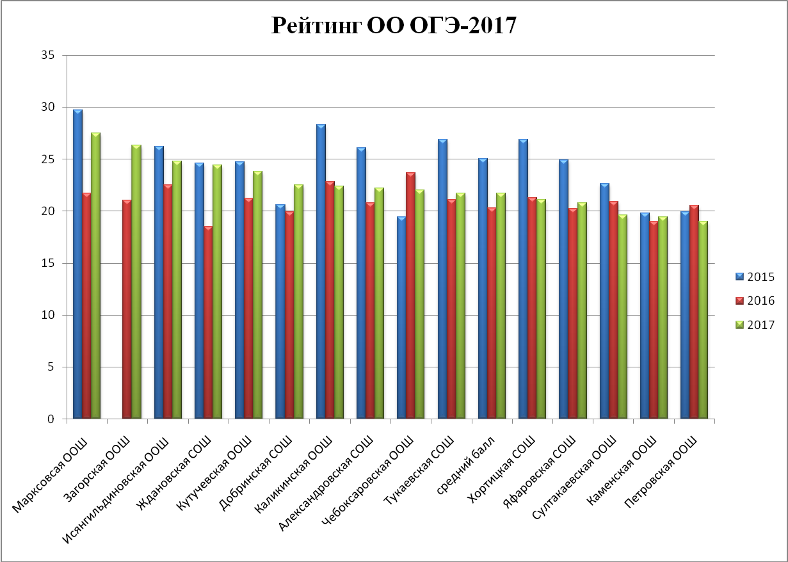 Рейтинг ОО ОГЭ-2017
35
30
25
20
15
10
5
0
2015
2016
2017
Марксовсая ООШ
Загорская ООШ
Исянгильдиновская ООШ
Ждановская СОШ
Кутучевская ООШ
Добринская СОШ
Каликинская ООШ
Александровская СОШ
Чебоксаровская ООШ
Тукаевская СОШ
средний балл
Хортицкая СОШ
Яфаровская СОШ
Султакаевская ООШ
Каменская ООШ
Петровская ООШ